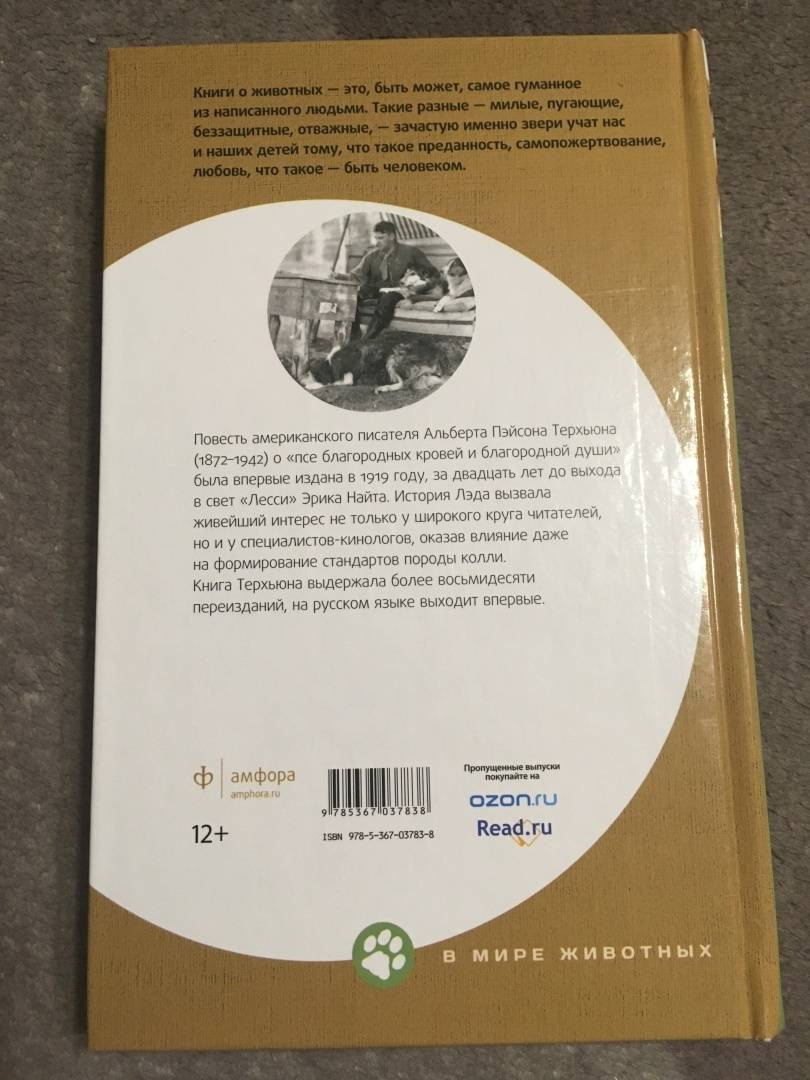 Книги о животных — это, быть может, самое гуманное
из написанного людьми. Такие разные — милые, пугающие,
беззащитные, отважные, — зачастую именно звери учат нас
и наших детей тому, что такое преданность, самопожертвование,
любовь, что такое — быть человеком.
Повесть американского писателя Альберта Пэйсона Терхьюна
(1872–1942) о «псе благородных кровей и благородной души»
была впервые издана в 1919 году, за двадцать лет до выхода
в свет «Лесси» Эрика Найта. История Лэда вызвала
живейший интерес не только у широкого круга читателей,
но и у специалистов-кинологов, оказав влияние даже
на формирование стандартов породы колли.
Книга Терхьюна выдержала более восьмидесяти
переизданий, на русском языке выходит впервые.
ф амфора
amphora.ru
12+
9 785367 037838
ISBN 978-5-367-03783-8
Пропущенные выпуски
покупайте на
OZON.ru
Read.ru
В МИРЕ ЖИВОТНЫХ